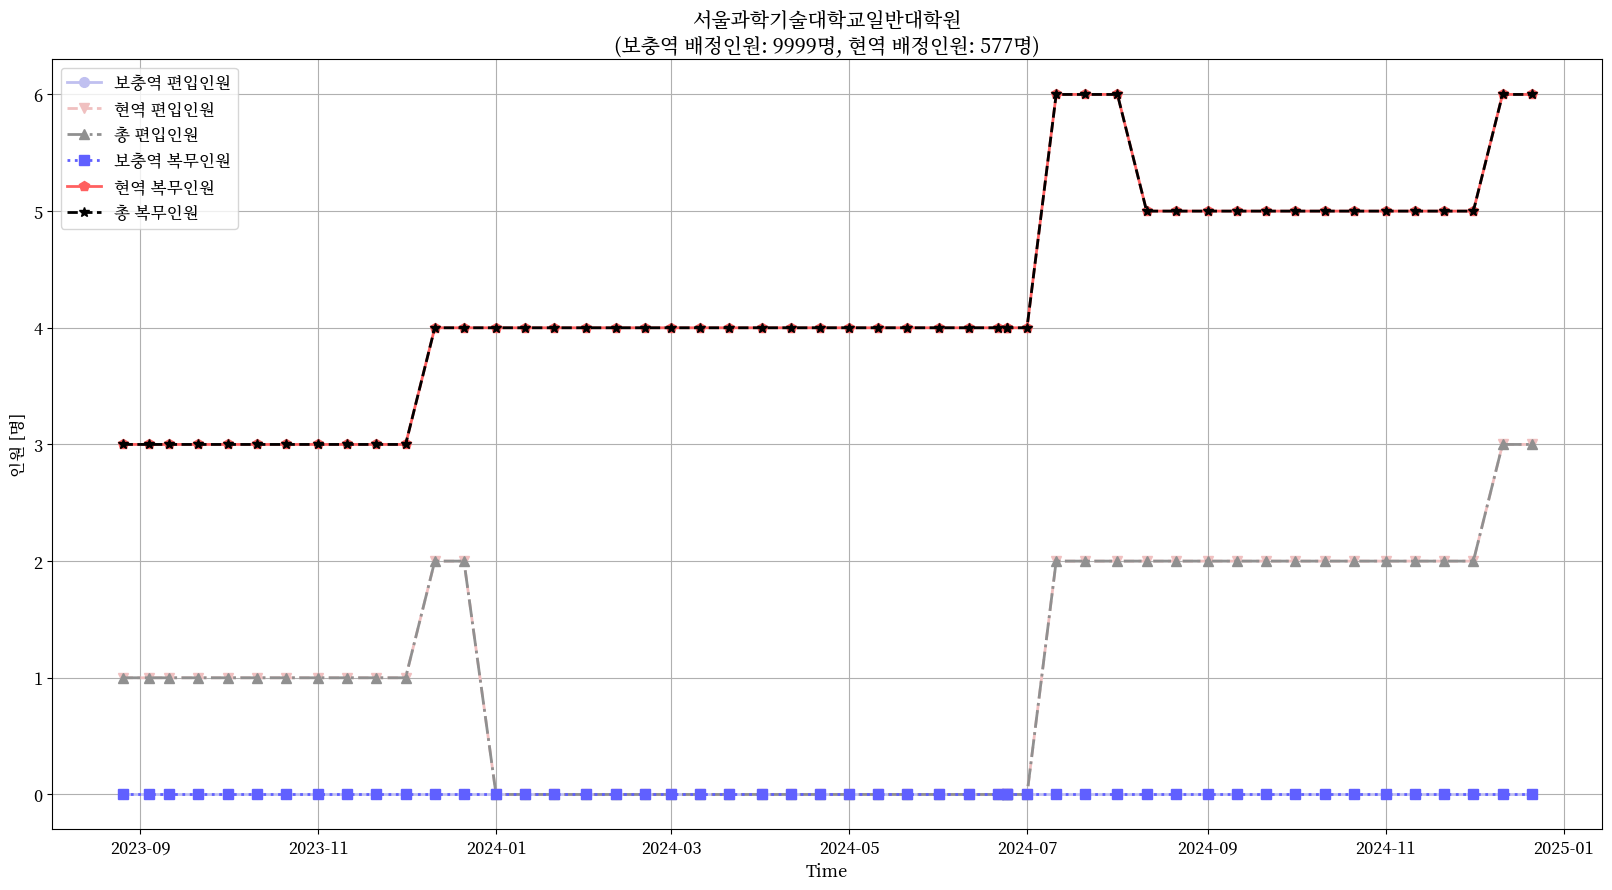 서울과학기술대학교일반대학원
(보충역 배정인원: 9999명, 현역 배정인원: 577명)
보충역 편입인원
현역 편입인원
총 편입인원
보충역 복무인원
현역 복무인원
총 복무인원
인원 [명]
6
5
4
3
2
1
0
2023-09 2023-11 2024-01 2024-03 2024-05 2024-07 2024-09 2024-11 2025-01
Time